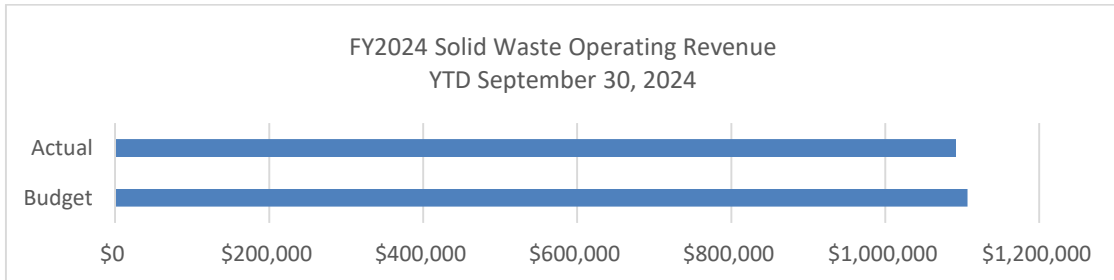 FY2024 Solid Waste Operating Revenue
YTD September 30, 2024
Actual
Budget
$0 $200,000 $400,000 $600,000 $800,000 $1,000,000 $1,200,000